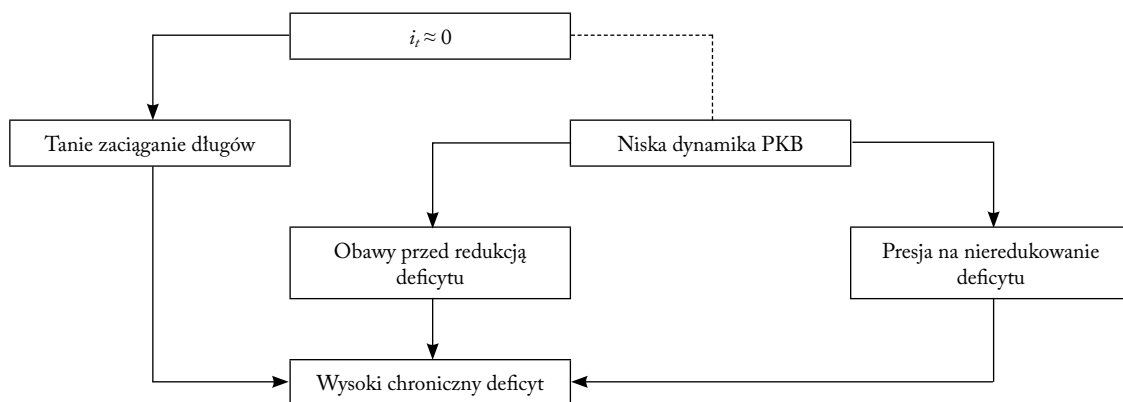 i_t ≈ 0
Tanie zaciąganie długów
Niska dynamika PKB
Obawy przed redukcją
deficytu
Presja na nieredukowanie
deficytu
Wysoki chroniczny deficyt